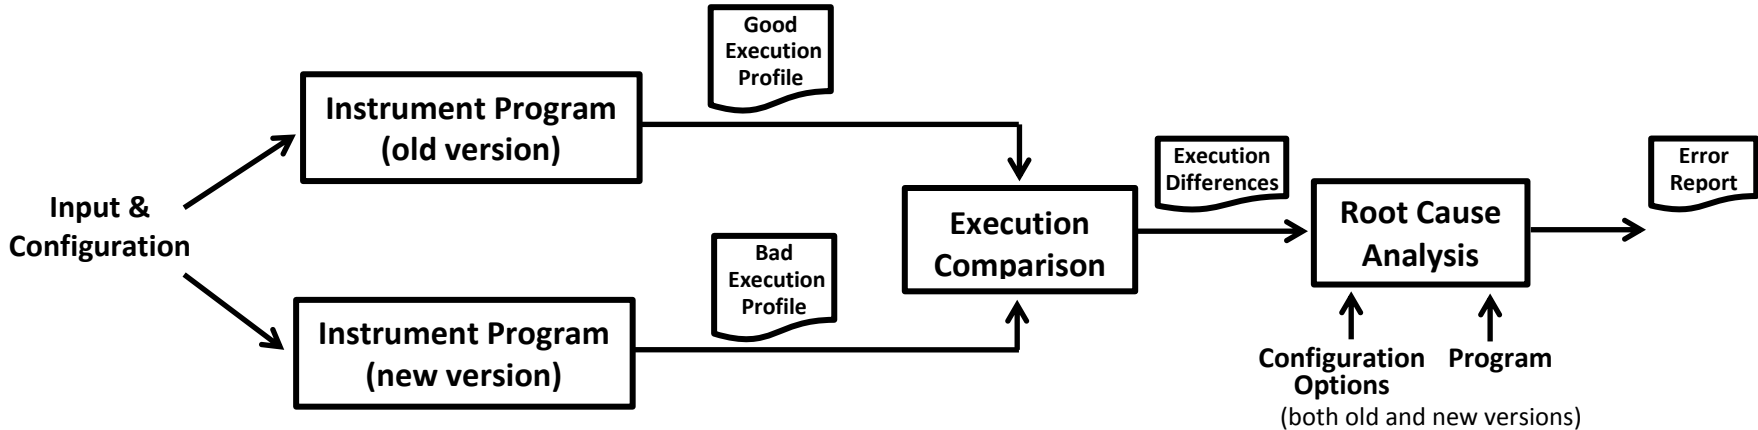 Input &
Configuration
Instrument Program
(old version)
Good
Execution
Profile
Instrument Program
(new version)
Bad
Execution
Profile
Execution
Comparison
Execution
Differences
Root Cause
Analysis
Error
Report
Configuration
Options
Program
(both old and new versions)